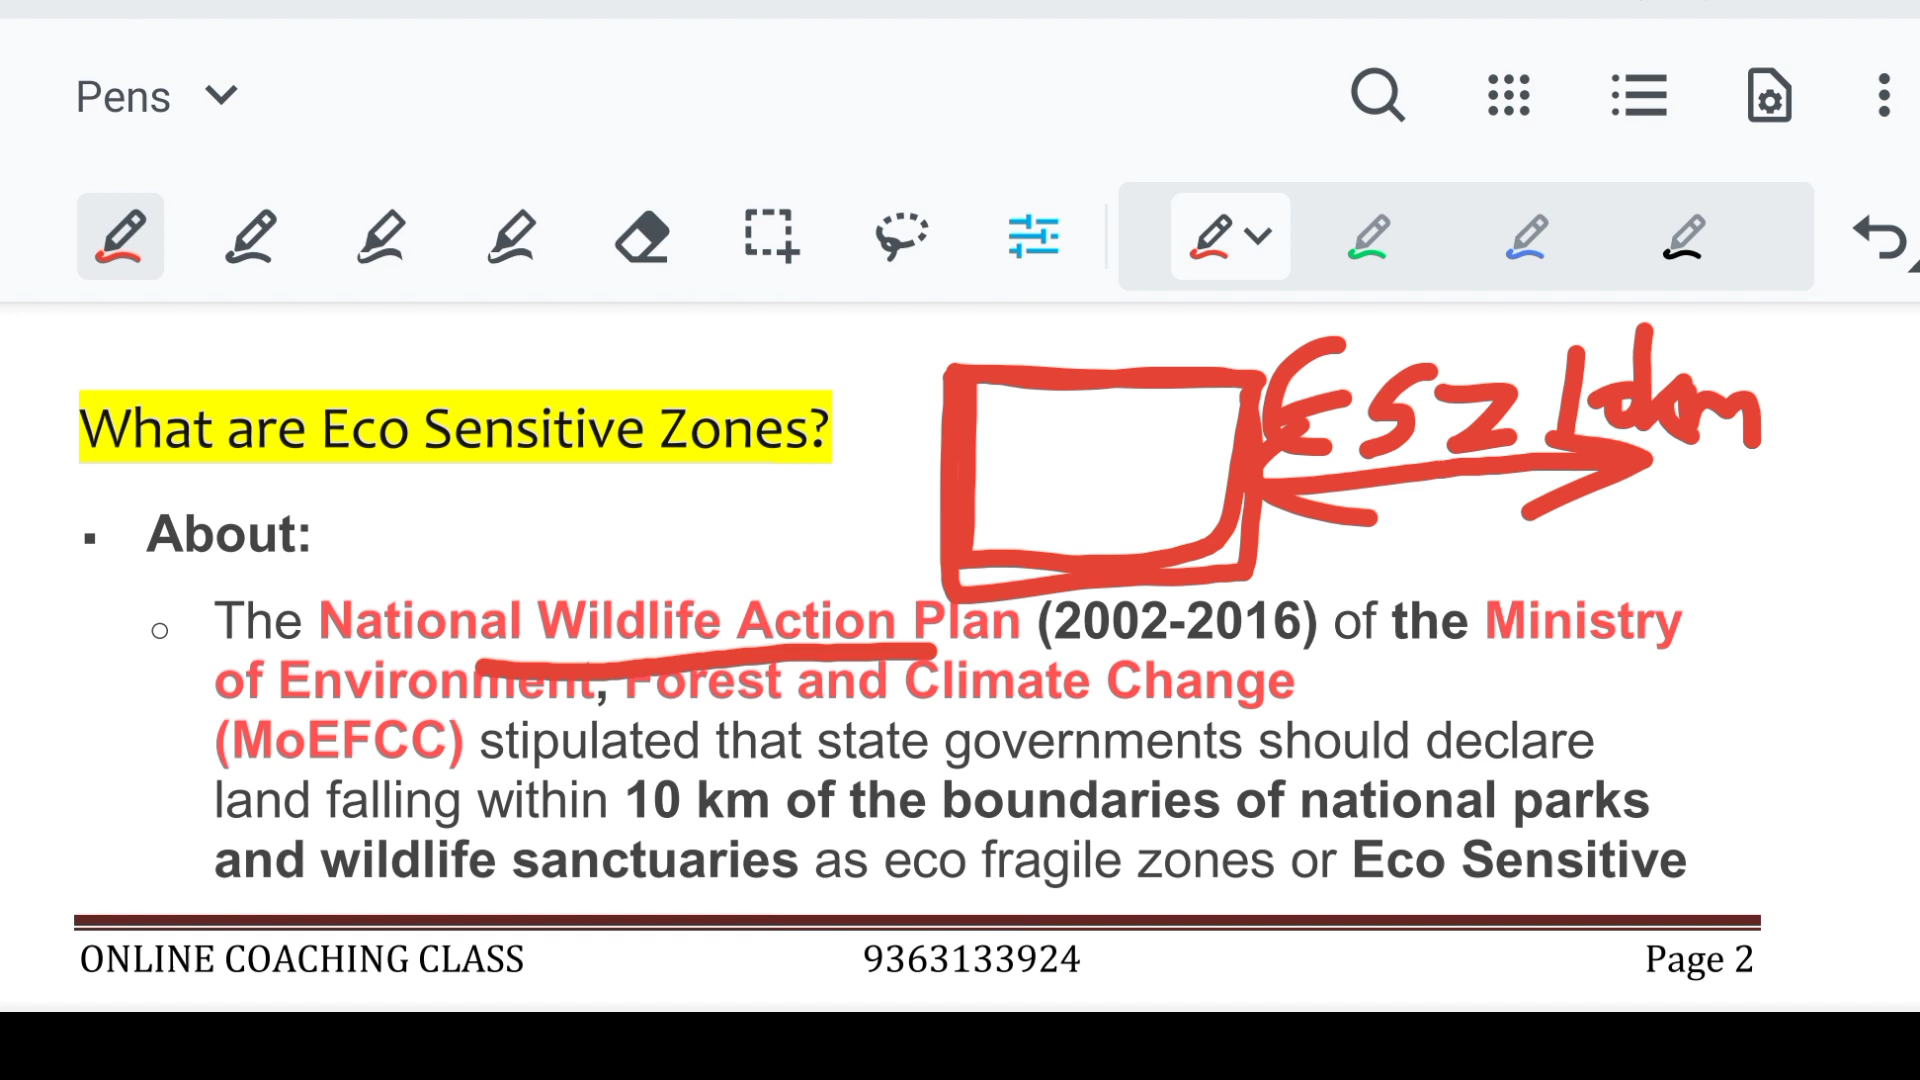 Pens
ESZ
What are Eco Sensitive Zones?
▪ About:
o The National Wildlife Action Plan (2002-2016) of the Ministry
of Environment, Forest and Climate Change
(MoEFCC) stipulated that state governments should declare
land falling within 10 km of the boundaries of national parks
and wildlife sanctuaries as eco fragile zones or Eco Sensitive
ONLINE COACHING CLASS 9363133924 Page 2